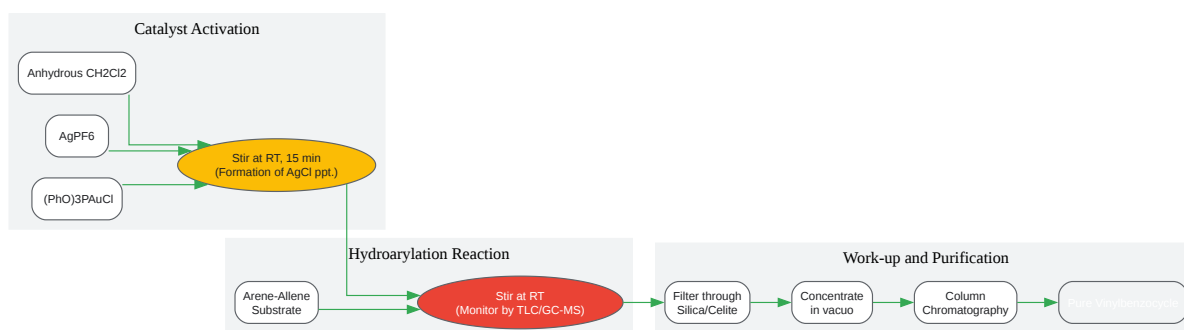 Catalyst Activation
Anhydrous CH2Cl2
AgPF6
(PhO)3PAuCl
Stir at RT, 15 min
(Formation of AgCl ppt.)
Hydroarylation Reaction
Arene-Allene
Substrate
Stir at RT
(Monitor by TLC/GC-MS)
Work-up and Purification
Filter through
Silica/Celite
Concentrate
in vacuo
Column
Chromatography
Pure Vinylbenzocycle